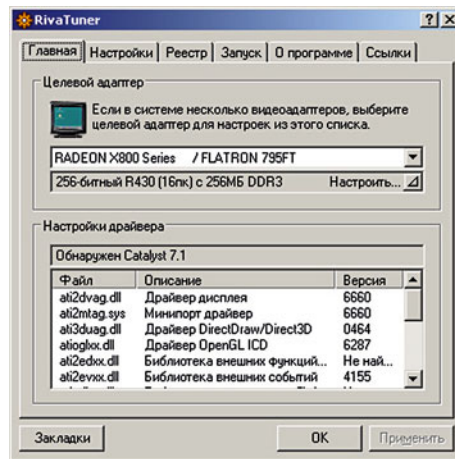 RivaTuner
Главная Настройки Реестр Запуск О программе Ссылки
Целевой адаптер
Если в системе несколько видеоадаптеров, выберите
целевой адаптер для настроек из этого списка.
RADEON X800 Series / FLATRON 795FT
256-битный R430 (16пк) с 256МБ DDR3 Настроить...
Настройки драйвера
Обнаружен Catalyst 7.1
Файл Описание Версия
ati2dvag.dll Драйвер дисплея 6660
ati2mtag.sys Минипорт драйвер 6660
ati3duag.dll Драйвер DirectDraw/Direct3D 0464
atioglxx.dll Драйвер OpenGL ICD 6287
ati2edxx.dll Библиотека внешних функций... Не най...
ati2evxx.dll Библиотека внешних событий 4155
Закладки OK Применить